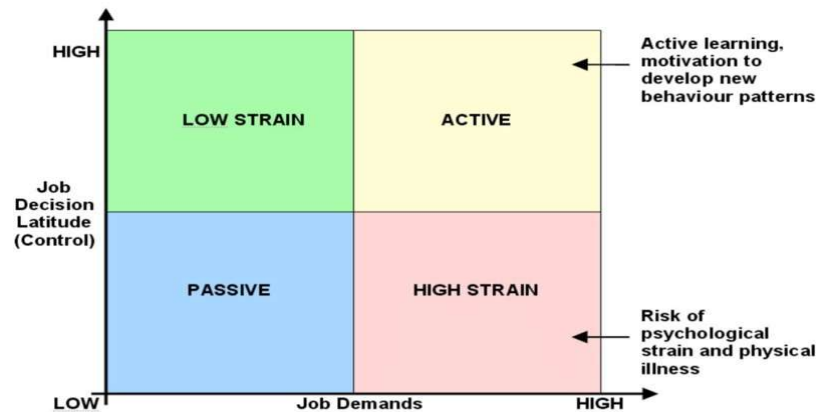 HIGH
Active learning,
motivation to
develop new
behaviour patterns
LOW STRAIN
ACTIVE
Job
Decision
Latitude
(Control)
PASSIVE
HIGH STRAIN
Risk of
psychological
strain and physical
illness
LOW
Job Demands
HIGH